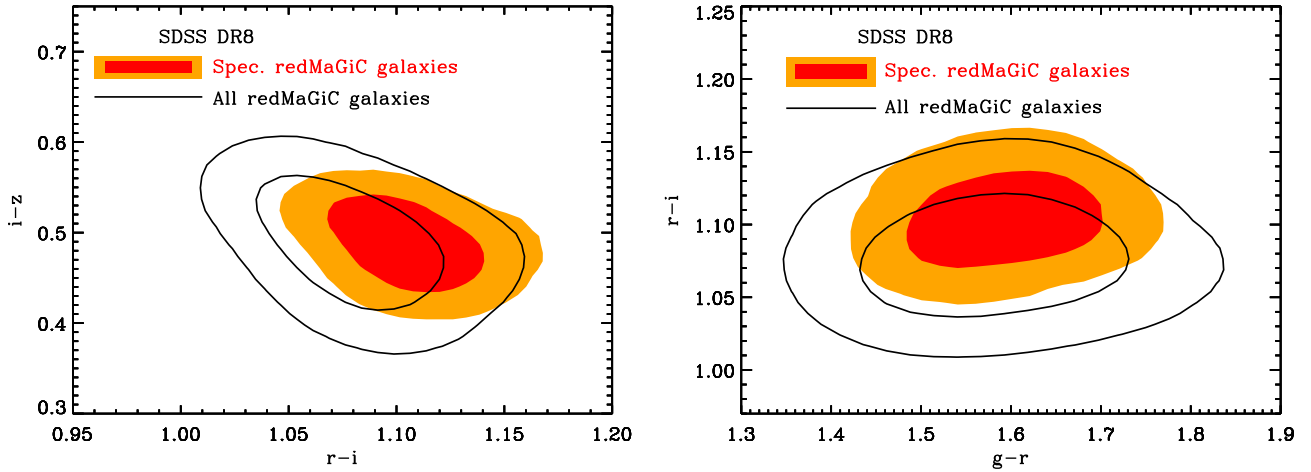 SDSS DR8
Spec. redMaGiC galaxies
All redMaGiC galaxies
0.7
0.6
0.5
0.4
0.3
i-z
0.95 1.00 1.05 1.10 1.15 1.20
r-i
SDSS DR8
Spec. redMaGiC galaxies
All redMaGiC galaxies
1.25
1.20
1.15
1.10
1.05
1.00
r-i
1.3 1.4 1.5 1.6 1.7 1.8 1.9
g-r